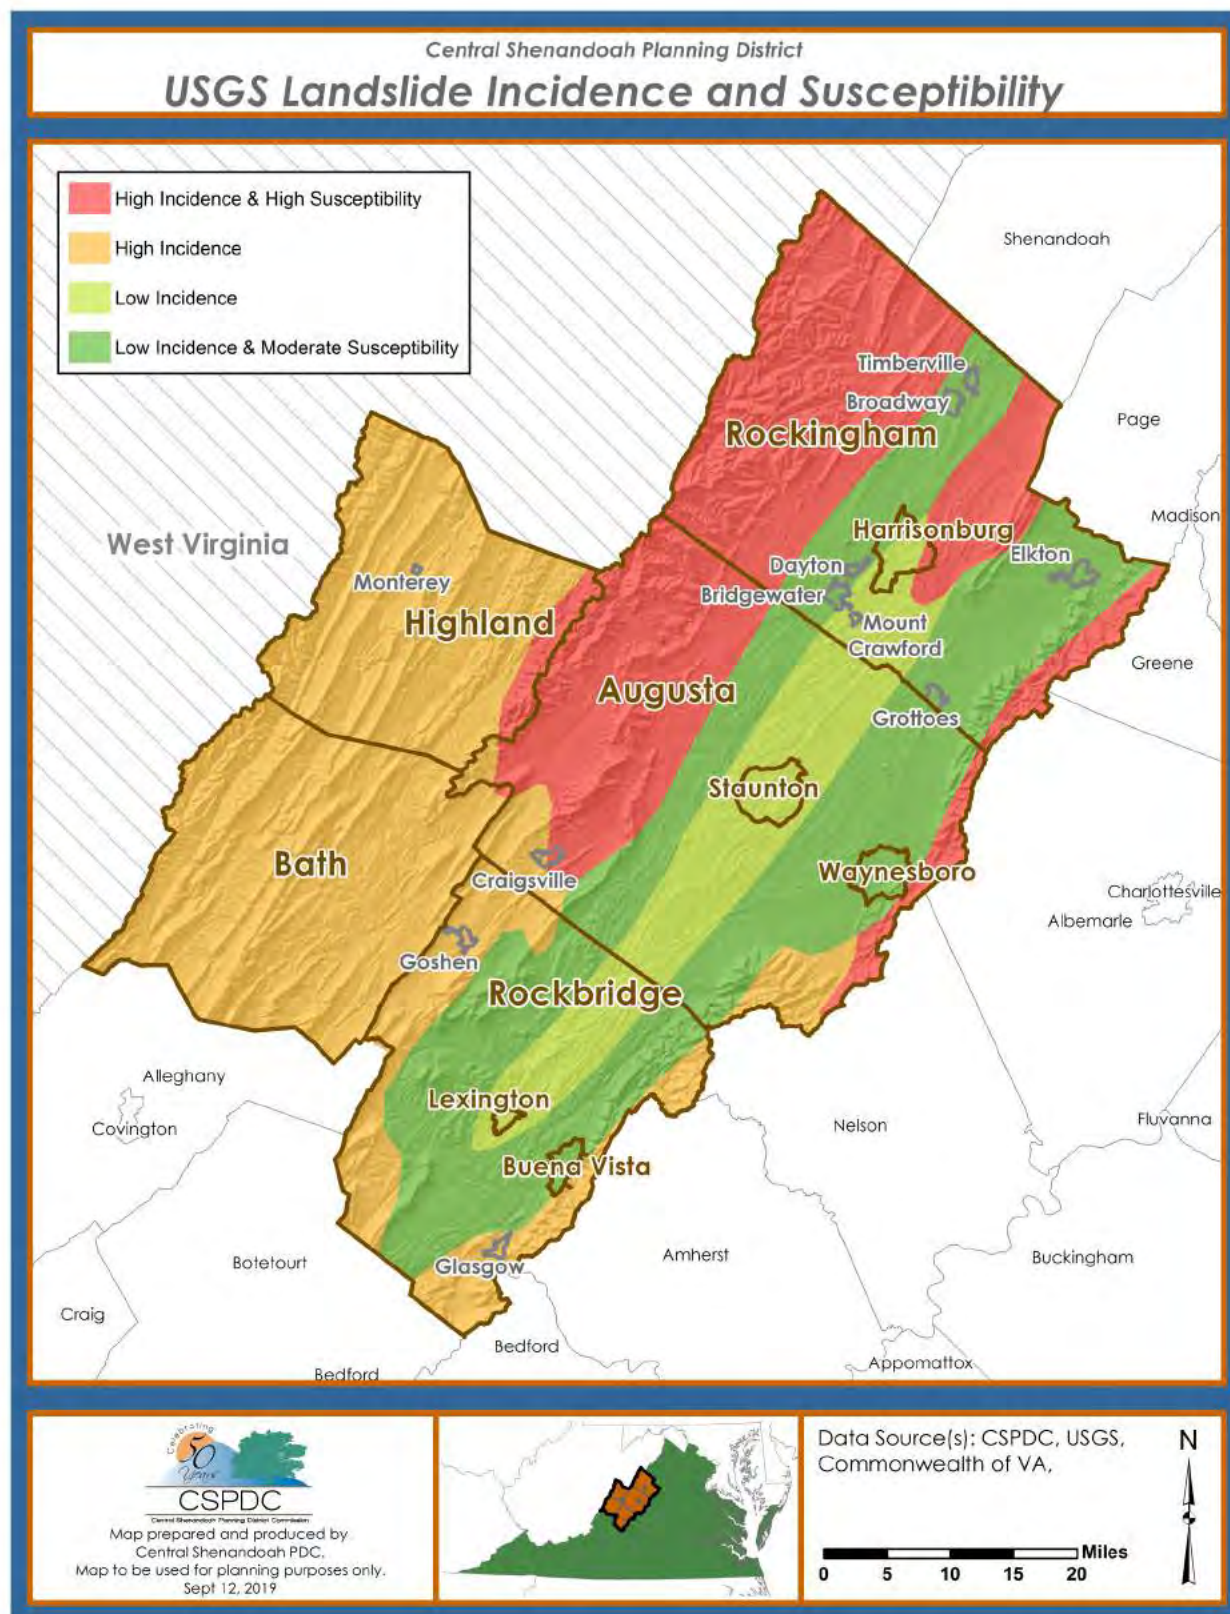 Central Shenandoah Planning District
USGS Landslide Incidence and Susceptibility
High Incidence & High Susceptibility
High Incidence
Low Incidence
Low Incidence & Moderate Susceptibility
Shenandoah
Timberville
Broadway
Rockingham
Page
Madison
West Virginia
Harrisonburg
Elkton
Monterey
Dayton
Bridgewater
Highland
Mount
Crawford
Greene
Augusta
Grottoes
Staunton
Bath
Waynesboro
Craigsville
Charlottesville
Albemarle
Goshen
Rockbridge
Alleghany
Lexington
Covington
Nelson
Fluvanna
Buena Vista
Botetourt
Glasgow
Amherst
Buckingham
Craig
Bedford
Appomattox
Bedford
Celebrating
50
Years
CSPDC
Central Shenandoah Planning District Commission
Map prepared and produced by
Central Shenandoah PDC.
Map to be used for planning purposes only.
Sept 12, 2019
Data Source(s): CSPDC, USGS,
Commonwealth of VA,
N
Miles
0 5 10 15 20